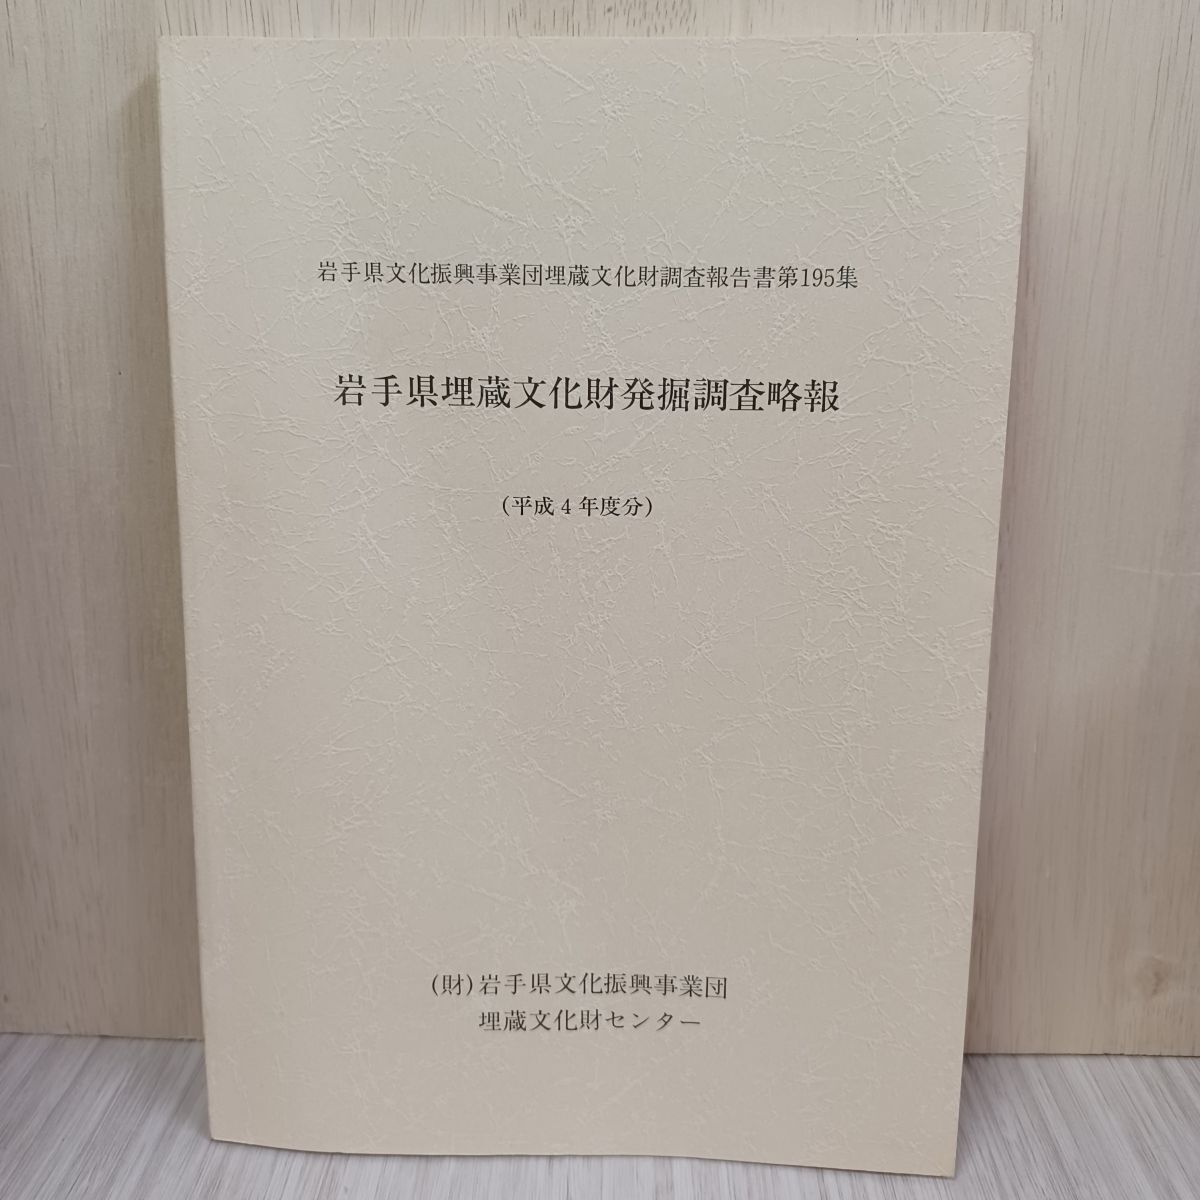 岩手県文化振興事業団埋蔵文化財調査報告書第195集
岩手県埋蔵文化財発掘調査略報
(平成4年度分)
(財)岩手県文化振興事業団
埋蔵文化財センター